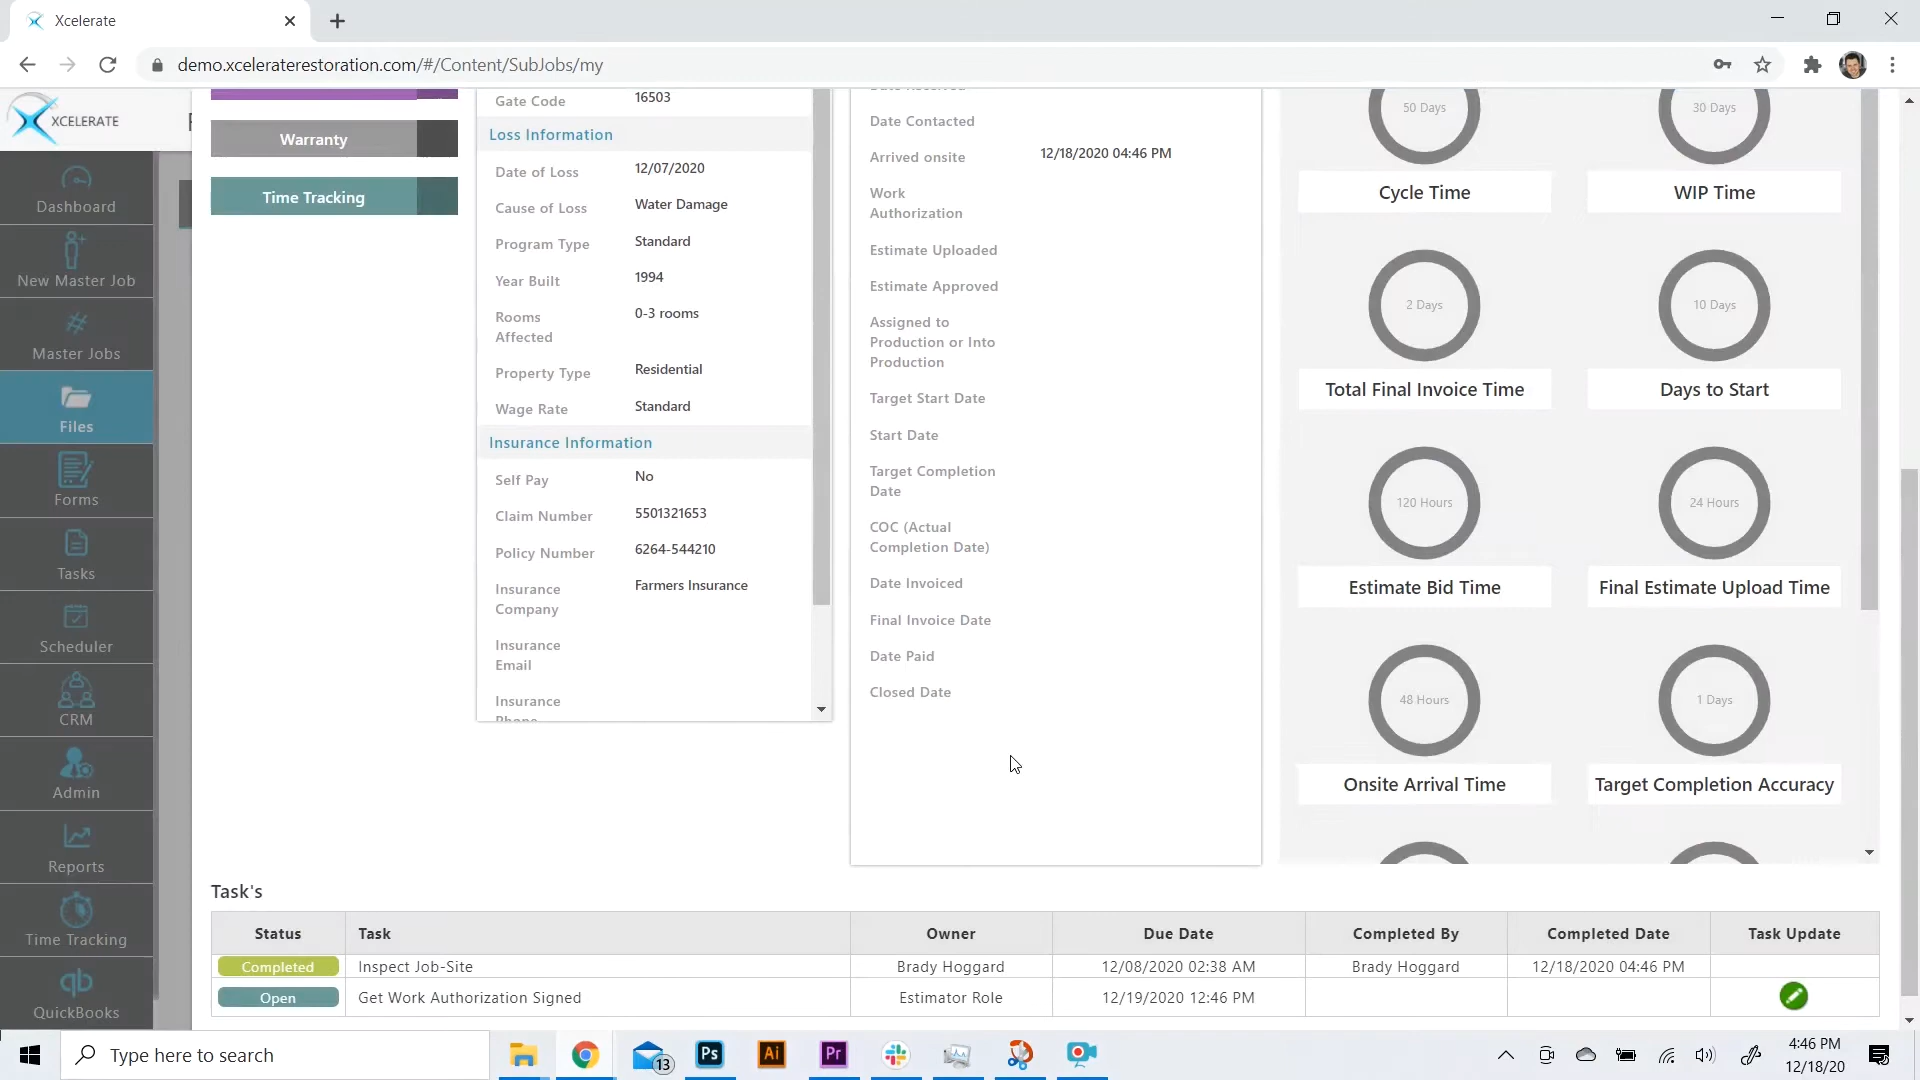 Xcelerate
demo.xceleraterestoration.com/#/Content/SubJobs/my
XCELERATE
Dashboard
New Master Job
Master Jobs
Files
Forms
Tasks
Scheduler
CRM
Admin
Reports
Time Tracking
QuickBooks
Warranty
Time Tracking
Gate Code 16503
Loss Information
Date of Loss 12/07/2020
Cause of Loss Water Damage
Program Type Standard
Year Built 1994
Rooms 0-3 rooms
Affected
Property Type Residential
Wage Rate Standard
Insurance Information
Self Pay No
Claim Number 5501321653
Policy Number 6264-544210
Insurance Farmers Insurance
Company
Insurance
Email
Insurance
Phone
Date Received
Date Contacted
Arrived onsite 12/18/2020 04:46 PM
Work
Authorization
Estimate Uploaded
Estimate Approved
Assigned to
Production or Into
Production
Target Start Date
Start Date
Target Completion
Date
COC (Actual
Completion Date)
Date Invoiced
Final Invoice Date
Date Paid
Closed Date
50 Days 30 Days
Cycle Time WIP Time
2 Days 10 Days
Total Final Invoice Time Days to Start
120 Hours 24 Hours
Estimate Bid Time Final Estimate Upload Time
48 Hours 1 Days
Onsite Arrival Time Target Completion Accuracy
Task's
Status Task Owner Due Date Completed By Completed Date Task Update
Completed Inspect Job-Site Brady Hoggard 12/08/2020 02:38 AM Brady Hoggard 12/18/2020 04:46 PM
Open Get Work Authorization Signed Estimator Role 12/19/2020 12:46 PM
Type here to search
13
Ps
Ai
Pr
4:46 PM
12/18/20